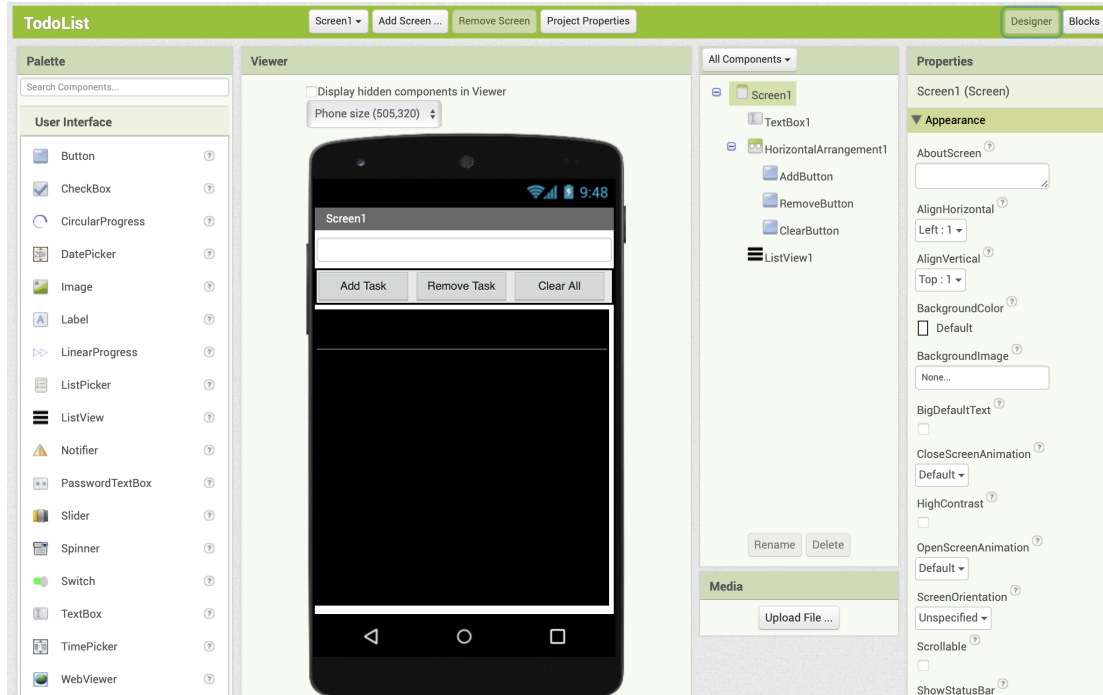 TodoList
Screen1
Add Screen ...
Remove Screen
Project Properties
Designer
Blocks
Palette
Search Components...
User Interface
Button
CheckBox
CircularProgress
DatePicker
Image
Label
LinearProgress
ListPicker
ListView
Notifier
PasswordTextBox
Slider
Spinner
Switch
TextBox
TimePicker
WebViewer
Viewer
Display hidden components in Viewer
Phone size (505,320)
9:48
Screen1
Add Task
Remove Task
Clear All
All Components
Screen1
TextBox1
HorizontalArrangement1
AddButton
RemoveButton
ClearButton
ListView1
Rename
Delete
Media
Upload File ...
Properties
Screen1 (Screen)
Appearance
AboutScreen
AlignHorizontal
Left : 1
AlignVertical
Top : 1
BackgroundColor
Default
BackgroundImage
None...
BigDefaultText
CloseScreenAnimation
Default
HighContrast
OpenScreenAnimation
Default
ScreenOrientation
Unspecified
Scrollable
ShowStatusBar